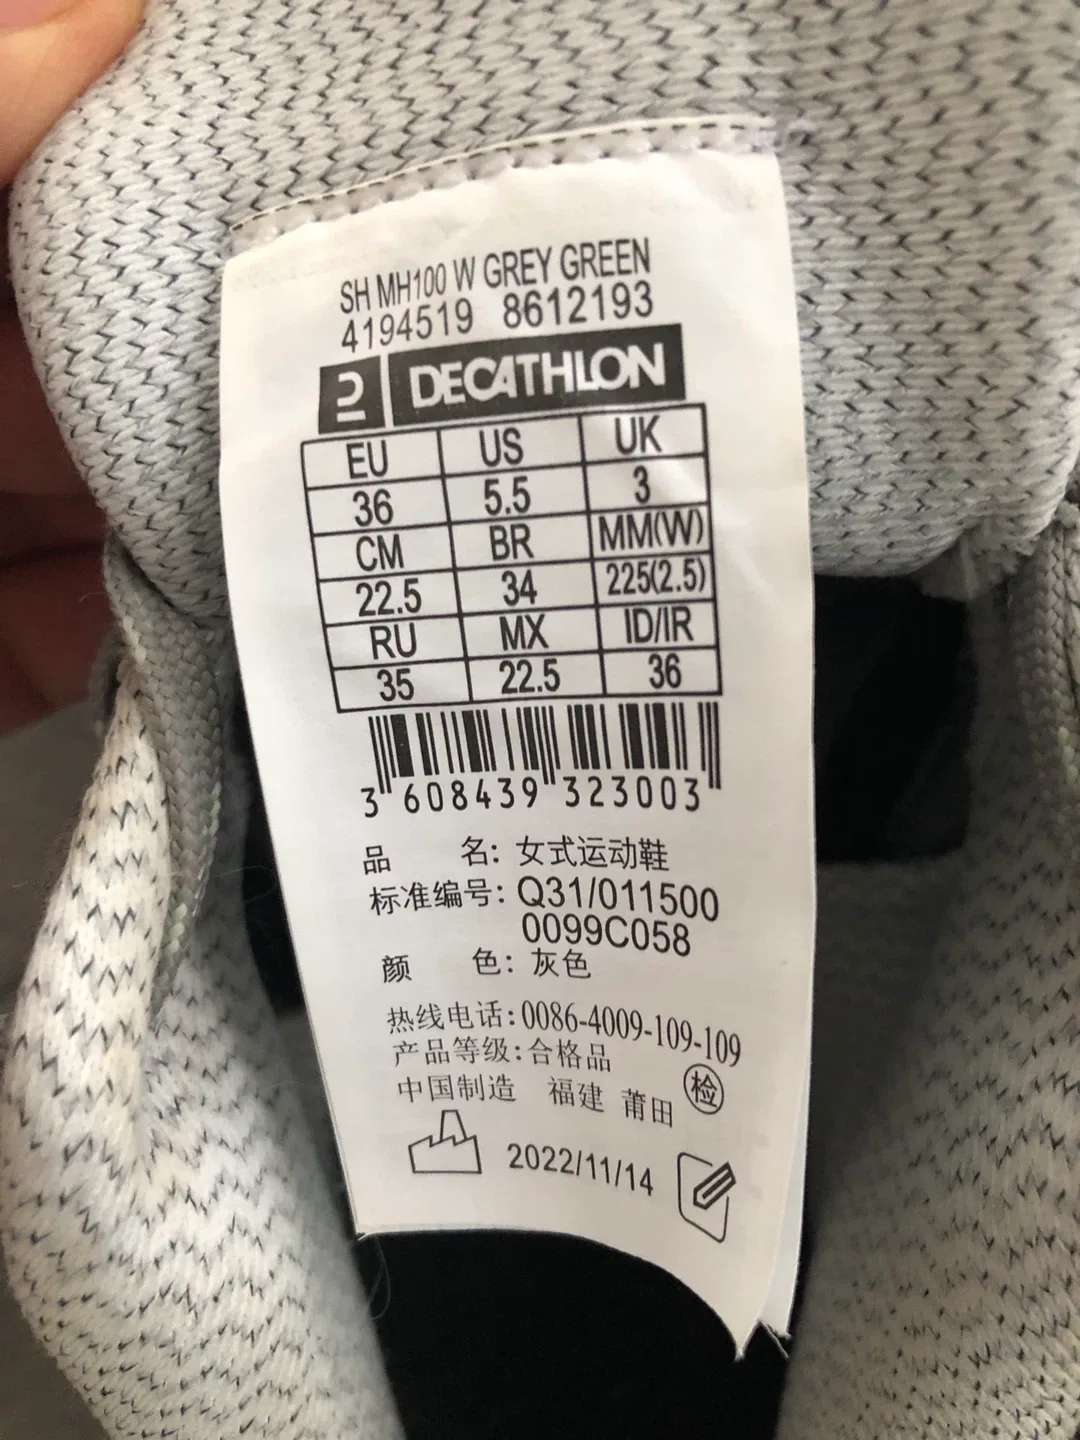 SH MH100 W GREY GREEN
4194519 8612193
DECATHLON
EU US UK
36 5.5 3
CM BR MM(W)
22.5 34 225(2.5)
RU MX ID/IR
35 22.5 36
3 608439 323003
品 名: 女式运动鞋
标准编号: Q31/011500
0099C058
颜 色: 灰色
热线电话: 0086-4009-109-109
产品等级: 合格品
中国制造 福建 莆田 检
2022/11/14